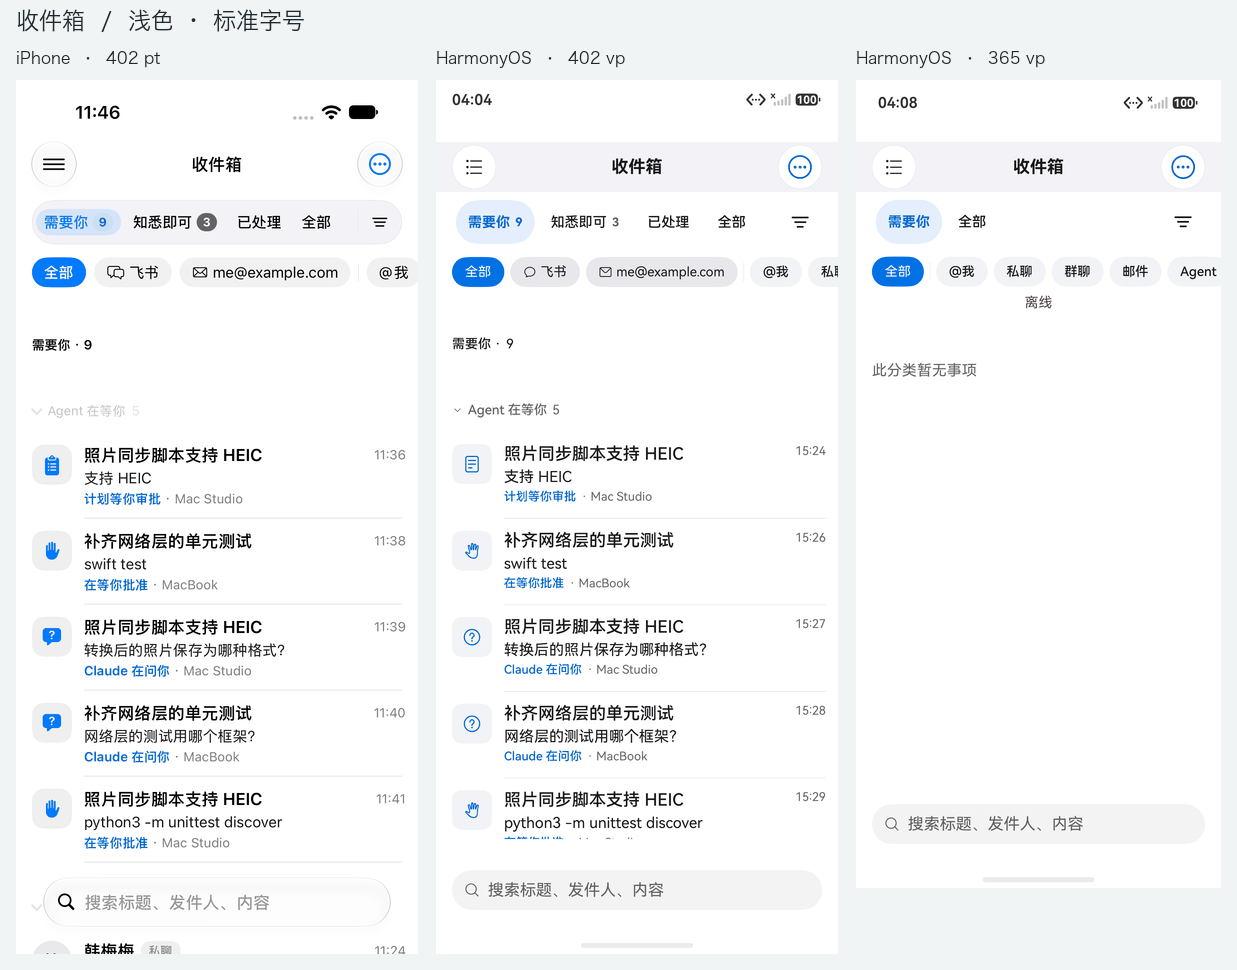 收件箱 / 浅色 · 标准字号
iPhone · 402 pt
11:46
收件箱
需要你 9 知悉即可 3 已处理 全部
全部 飞书 me@example.com @我
需要你 · 9
Agent 在等你 5
照片同步脚本支持 HEIC 11:36
支持 HEIC
计划等你审批 · Mac Studio
补齐网络层的单元测试 11:38
swift test
在等你批准 · MacBook
照片同步脚本支持 HEIC 11:39
转换后的照片保存为哪种格式?
Claude 在问你 · Mac Studio
补齐网络层的单元测试 11:40
网络层的测试用哪个框架?
Claude 在问你 · MacBook
照片同步脚本支持 HEIC 11:41
python3 -m unittest discover
在等你批准 · Mac Studio
搜索标题、发件人、内容
韩梅梅 私聊 11:24
HarmonyOS · 402 vp
04:04 100
收件箱
需要你 9 知悉即可 3 已处理 全部
全部 飞书 me@example.com @我 私
需要你 · 9
Agent 在等你 5
照片同步脚本支持 HEIC 15:24
支持 HEIC
计划等你审批 · Mac Studio
补齐网络层的单元测试 15:26
swift test
在等你批准 · MacBook
照片同步脚本支持 HEIC 15:27
转换后的照片保存为哪种格式?
Claude 在问你 · Mac Studio
补齐网络层的单元测试 15:28
网络层的测试用哪个框架?
Claude 在问你 · MacBook
照片同步脚本支持 HEIC 15:29
python3 -m unittest discover
搜索标题、发件人、内容
HarmonyOS · 365 vp
04:08 100
收件箱
需要你 全部
全部 @我 私聊 群聊 邮件 Agent
离线
此分类暂无事项
搜索标题、发件人、内容